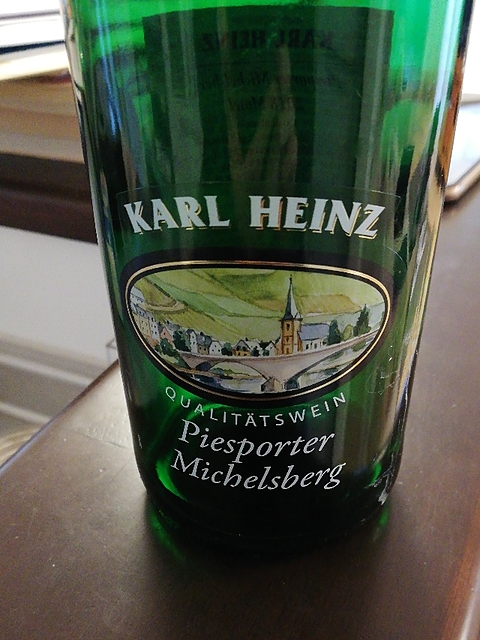 KARL HEINZ
QUALITÄTSWEIN
Piesporter
Michelsberg